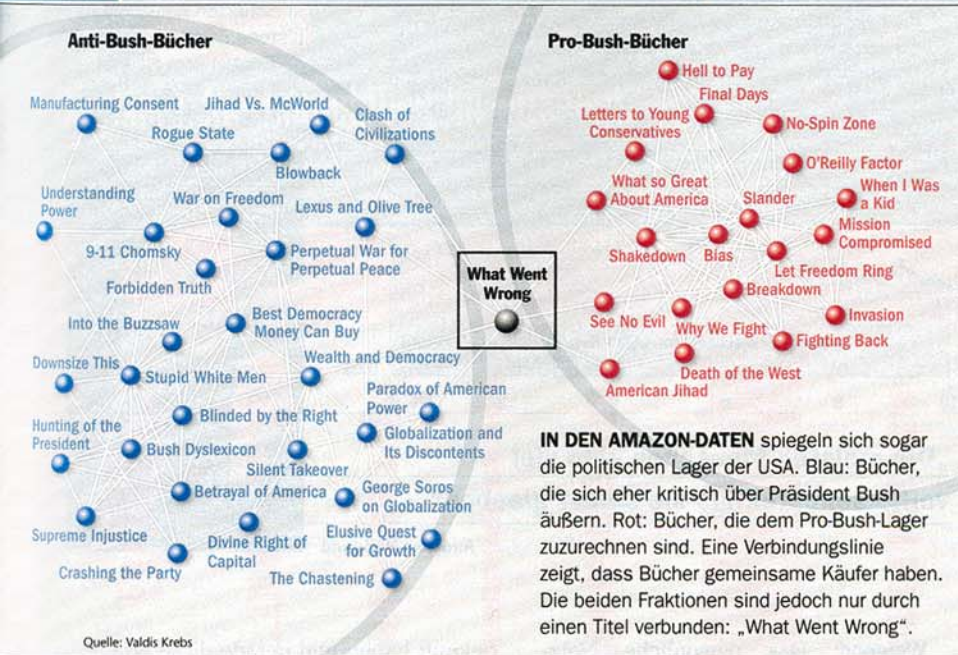 Anti-Bush-Bücher
Manufacturing Consent
Jihad Vs. McWorld
Clash of
Civilizations
Rogue State
Blowback
Understanding
Power
War on Freedom
Lexus and Olive Tree
9-11 Chomsky
Perpetual War for
Perpetual Peace
Forbidden Truth
Best Democracy
Money Can Buy
Into the Buzzsaw
Wealth and Democracy
Downsize This
Stupid White Men
Paradox of American
Power
Blinded by the Right
Hunting of the
President
Globalization and
Its Discontents
Bush Dyslexicon
Silent Takeover
Betrayal of America
George Soros
on Globalization
Supreme Injustice
Divine Right of
Capital
Elusive Quest
for Growth
Crashing the Party
The Chastening
Quelle: Valdis Krebs
What Went
Wrong
Pro-Bush-Bücher
Hell to Pay
Final Days
Letters to Young
Conservatives
No-Spin Zone
O'Reilly Factor
What so Great
About America
Slander
When I Was
a Kid
Mission
Compromised
Shakedown
Bias
Let Freedom Ring
Breakdown
See No Evil
Why We Fight
Invasion
Fighting Back
Death of the West
American Jihad
IN DEN AMAZON-DATEN spiegeln sich sogar
die politischen Lager der USA. Blau: Bücher,
die sich eher kritisch über Präsident Bush
äußern. Rot: Bücher, die dem Pro-Bush-Lager
zuzurechnen sind. Eine Verbindungslinie
zeigt, dass Bücher gemeinsame Käufer haben.
Die beiden Fraktionen sind jedoch nur durch
einen Titel verbunden: „What Went Wrong“.